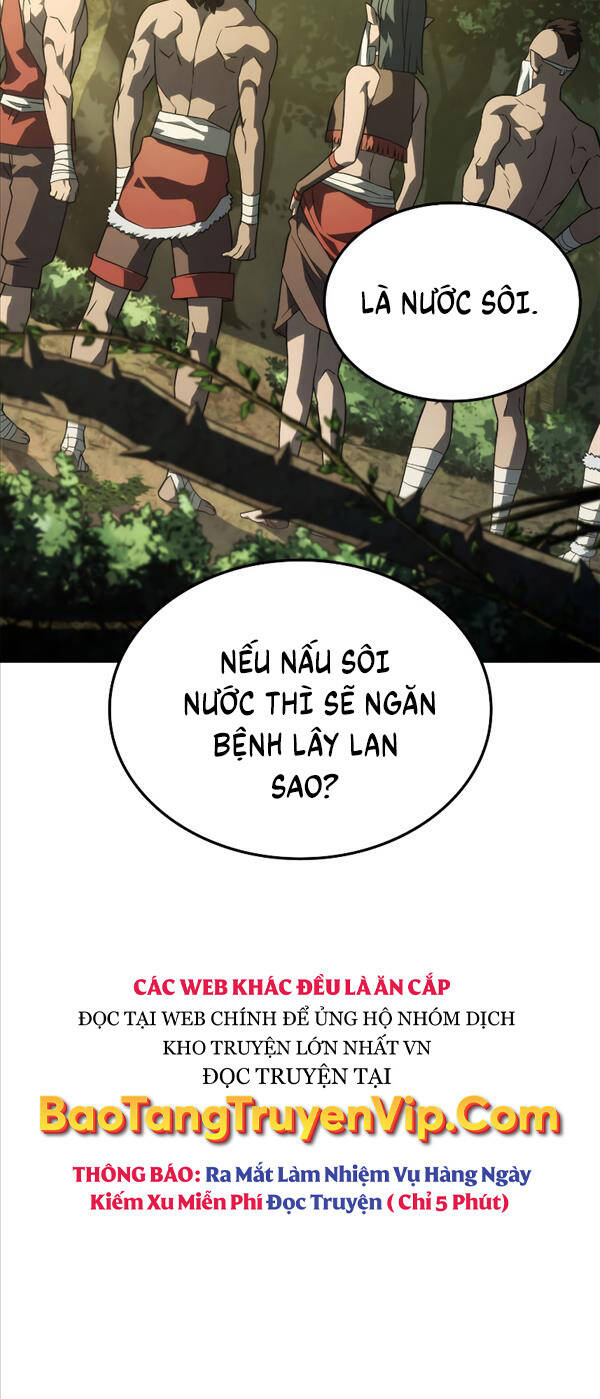 LÀ NƯỚC SÔI.
NẾU NẤU SÔI
NƯỚC THÌ SẼ NGĂN
BỆNH LÂY LAN
SAO?
CÁC WEB KHÁC ĐỀU LÀ ĂN CẮP
ĐỌC TẠI WEB CHÍNH ĐỂ ỦNG HỘ NHÓM DỊCH
KHO TRUYỆN LỚN NHẤT VN
ĐỌC TRUYỆN TẠI
BaoTangTruyenVip.Com
THÔNG BÁO: Ra Mắt Làm Nhiệm Vụ Hàng Ngày
Kiếm Xu Miễn Phí Đọc Truyện ( Chỉ 5 Phút)